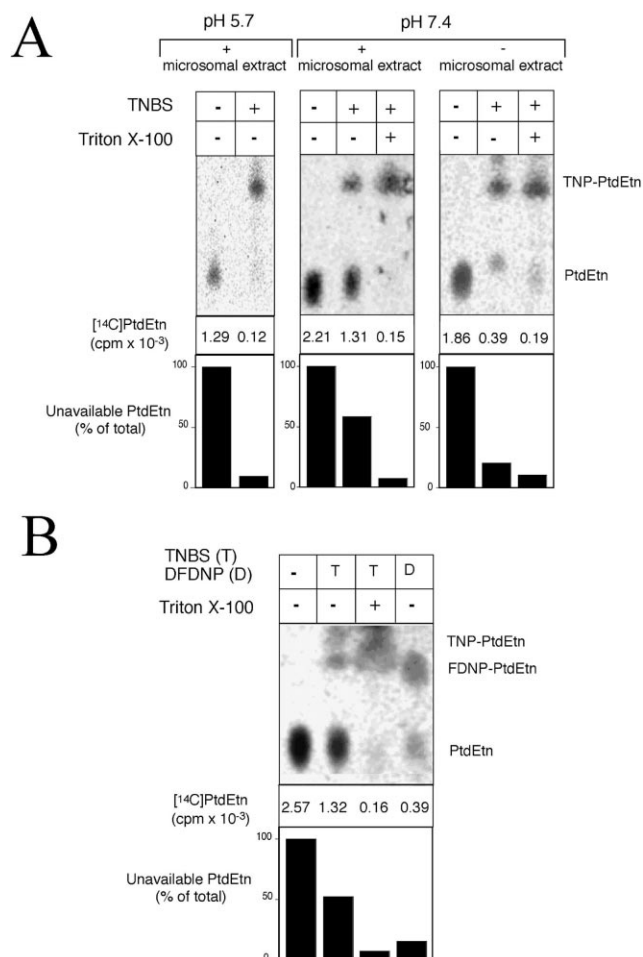 A
pH 5.7 pH 7.4
+ + -
microsomal extract microsomal extract microsomal extract
TNBS - + - + + - + +
Triton X-100 - - - - + - - +
TNP-PtdEtn
PtdEtn
[14C]PtdEtn
(cpm x 10-3)
1.29 0.12 2.21 1.31 0.15 1.86 0.39 0.19
100 100 100
Unavailable PtdEtn
(% of total)
50 50 50
0 0 0
B
TNBS (T)
DFDNP (D)
- T T D
Triton X-100 - - + -
TNP-PtdEtn
FDNP-PtdEtn
PtdEtn
[14C]PtdEtn
(cpm x 10-3)
2.57 1.32 0.16 0.39
100
Unavailable PtdEtn
(% of total)
50
0